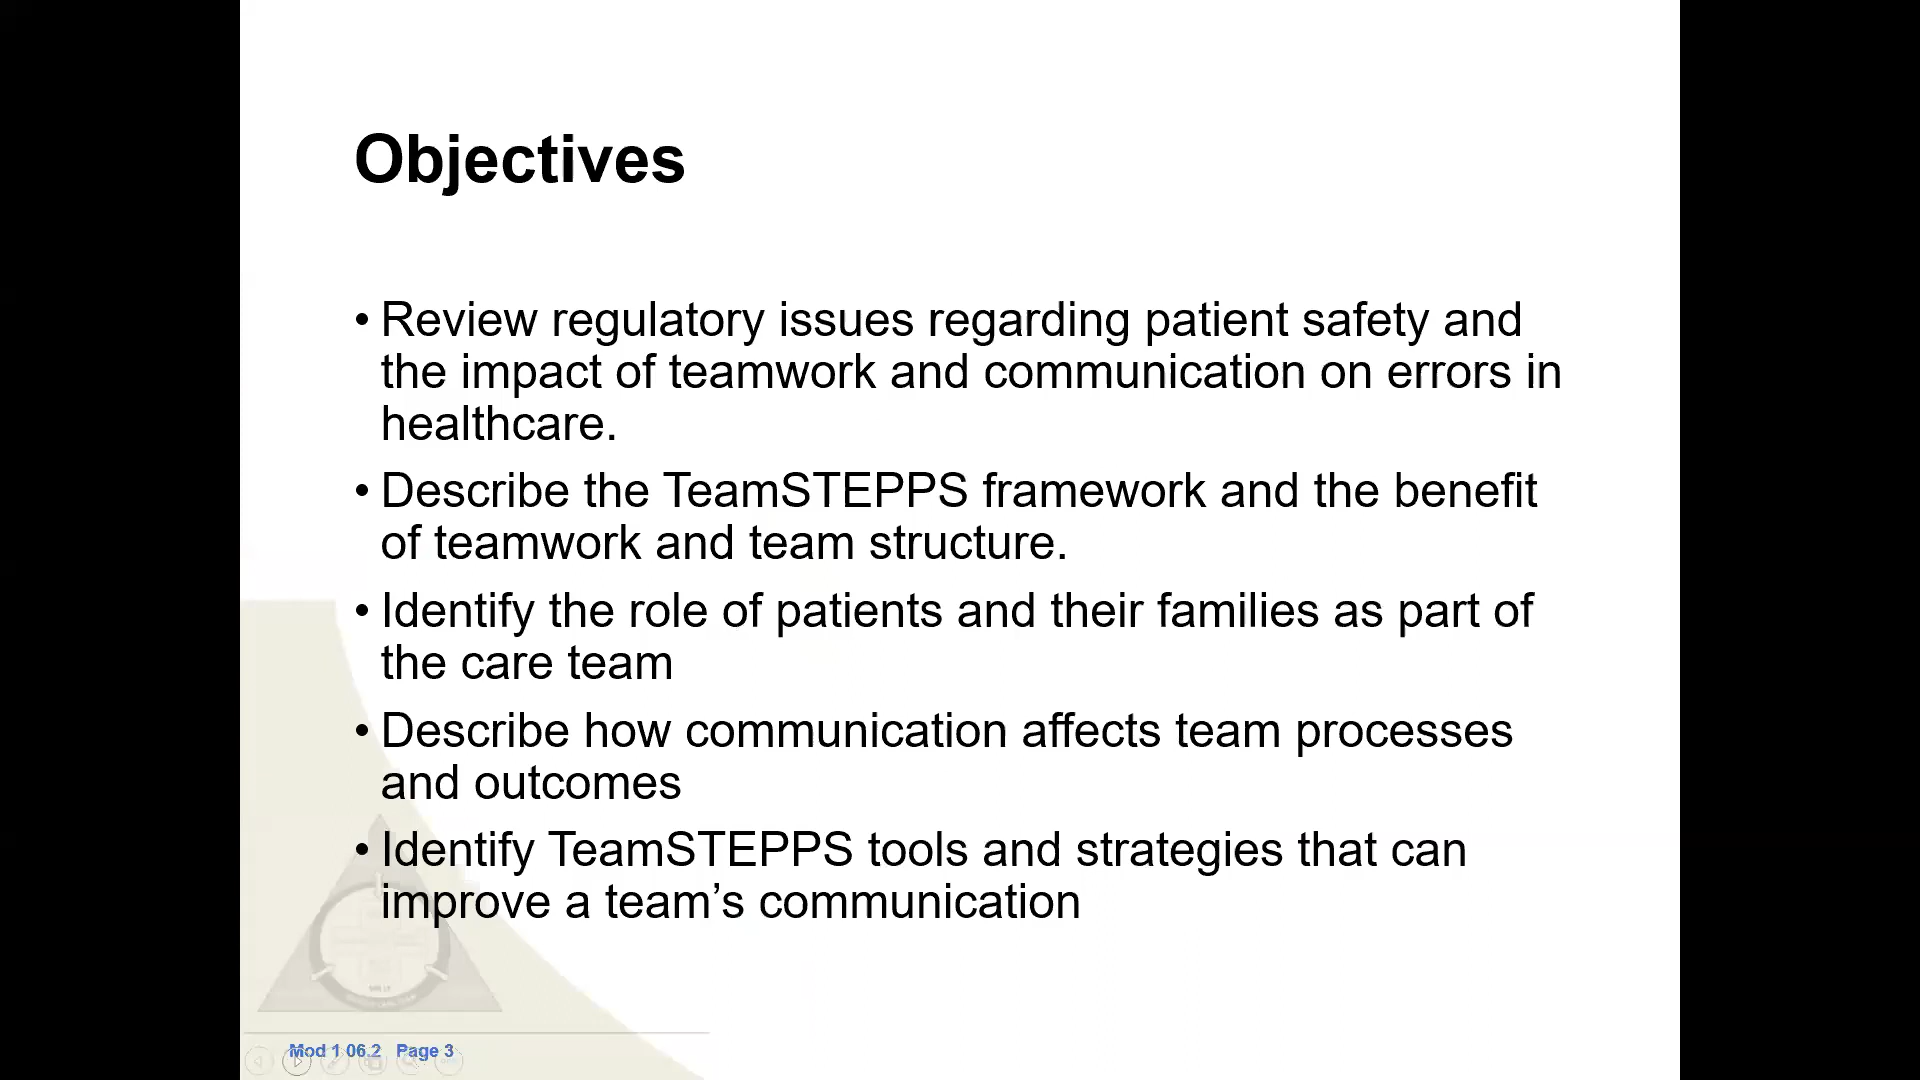 Objectives
• Review regulatory issues regarding patient safety and
the impact of teamwork and communication on errors in
healthcare.
• Describe the TeamSTEPPS framework and the benefit
of teamwork and team structure.
• Identify the role of patients and their families as part of
the care team
• Describe how communication affects team processes
and outcomes
• Identify TeamSTEPPS tools and strategies that can
improve a team’s communication
Mod 1 06.2 Page 3